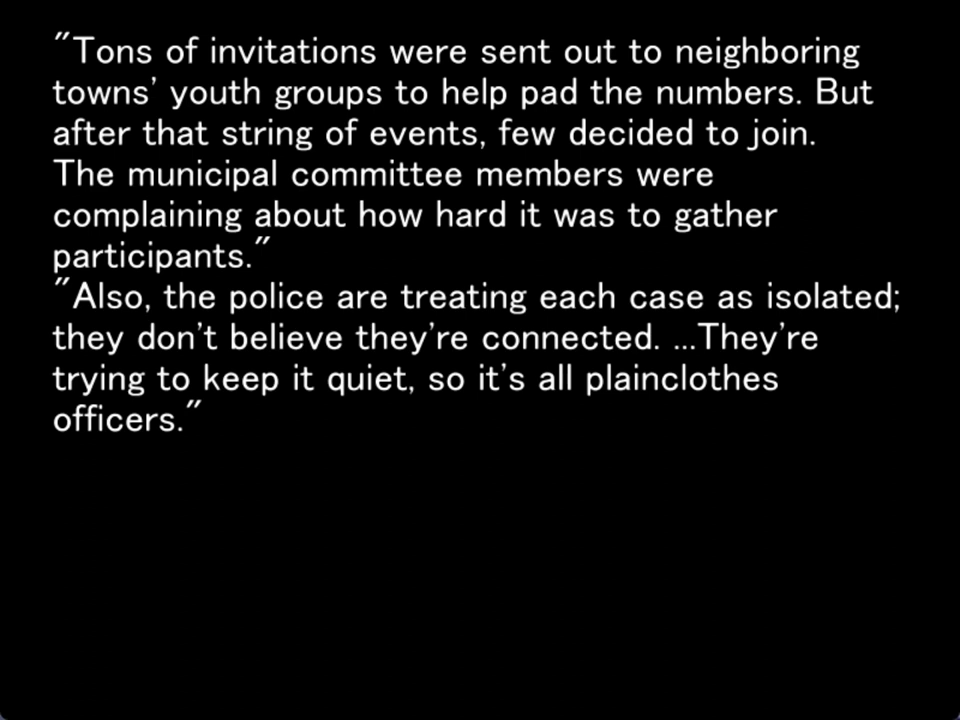 "Tons of invitations were sent out to neighboring
towns' youth groups to help pad the numbers. But
after that string of events, few decided to join.
The municipal committee members were
complaining about how hard it was to gather
participants."
"Also, the police are treating each case as isolated;
they don't believe they're connected. ...They're
trying to keep it quiet, so it's all plainclothes
officers."